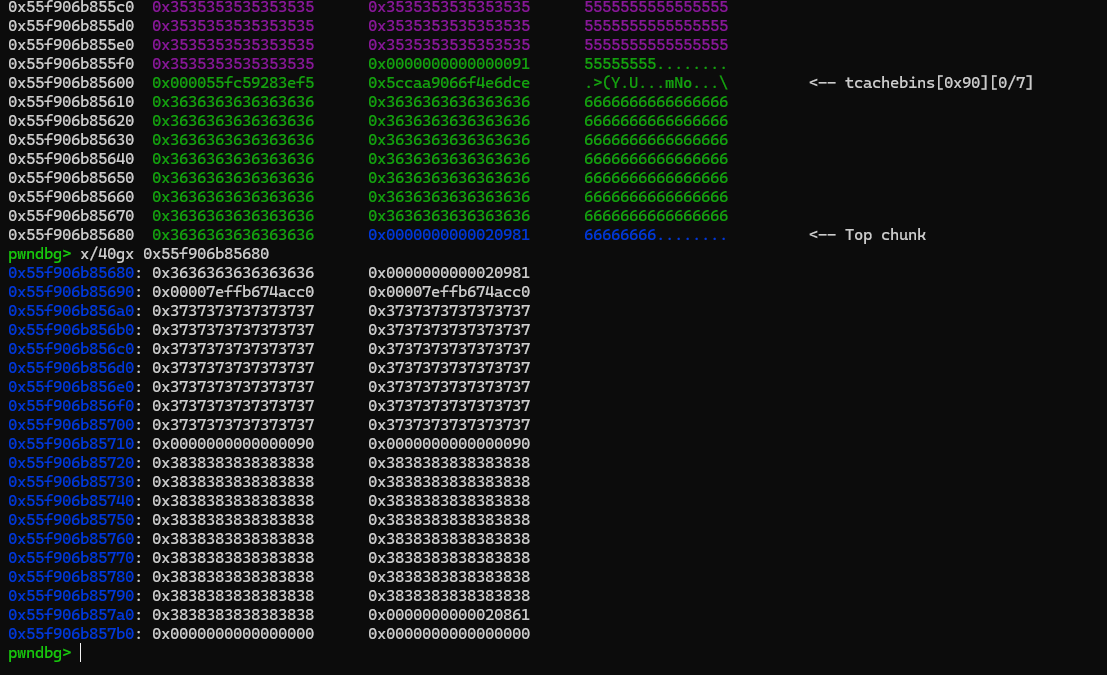 0x55f906b855c0  0x3535353535353535      0x3535353535353535      5555555555555555
0x55f906b855d0  0x3535353535353535      0x3535353535353535      5555555555555555
0x55f906b855e0  0x3535353535353535      0x3535353535353535      5555555555555555
0x55f906b855f0  0x3535353535353535      0x0000000000000091      55555555........
0x55f906b85600  0x000055fc59283ef5      0x5ccaa9066f4e6dce      .>(Y.U...mNo...\         <-- tcachebins[0x90][0/7]
0x55f906b85610  0x3636363636363636      0x3636363636363636      6666666666666666
0x55f906b85620  0x3636363636363636      0x3636363636363636      6666666666666666
0x55f906b85630  0x3636363636363636      0x3636363636363636      6666666666666666
0x55f906b85640  0x3636363636363636      0x3636363636363636      6666666666666666
0x55f906b85650  0x3636363636363636      0x3636363636363636      6666666666666666
0x55f906b85660  0x3636363636363636      0x3636363636363636      6666666666666666
0x55f906b85670  0x3636363636363636      0x3636363636363636      6666666666666666
0x55f906b85680  0x3636363636363636      0x0000000000020981      66666666........         <-- Top chunk
pwndbg> x/40gx 0x55f906b85680
0x55f906b85680: 0x3636363636363636      0x0000000000020981
0x55f906b85690: 0x00007effb674acc0      0x00007effb674acc0
0x55f906b856a0: 0x3737373737373737      0x3737373737373737
0x55f906b856b0: 0x3737373737373737      0x3737373737373737
0x55f906b856c0: 0x3737373737373737      0x3737373737373737
0x55f906b856d0: 0x3737373737373737      0x3737373737373737
0x55f906b856e0: 0x3737373737373737      0x3737373737373737
0x55f906b856f0: 0x3737373737373737      0x3737373737373737
0x55f906b85700: 0x3737373737373737      0x3737373737373737
0x55f906b85710: 0x0000000000000090      0x0000000000000090
0x55f906b85720: 0x3838383838383838      0x3838383838383838
0x55f906b85730: 0x3838383838383838      0x3838383838383838
0x55f906b85740: 0x3838383838383838      0x3838383838383838
0x55f906b85750: 0x3838383838383838      0x3838383838383838
0x55f906b85760: 0x3838383838383838      0x3838383838383838
0x55f906b85770: 0x3838383838383838      0x3838383838383838
0x55f906b85780: 0x3838383838383838      0x3838383838383838
0x55f906b85790: 0x3838383838383838      0x3838383838383838
0x55f906b857a0: 0x3838383838383838      0x0000000000020861
0x55f906b857b0: 0x0000000000000000      0x0000000000000000
pwndbg>